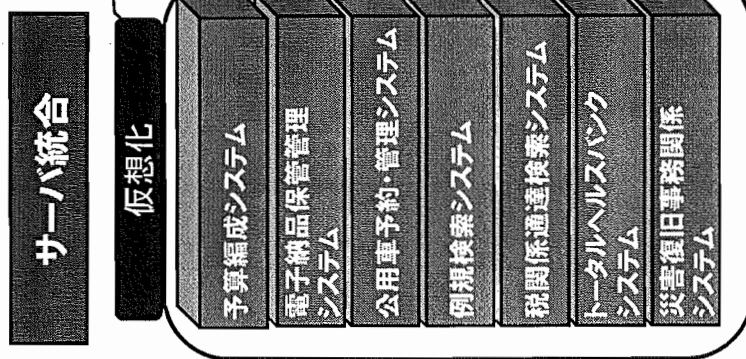 サーバ統合
仮想化
予算編成システム
電子納品保管管理
システム
公用車予約・管理システム
例規検索システム
税関係通達検索システム
トータルヘルスバンク
システム
災害復旧事務関係
システム